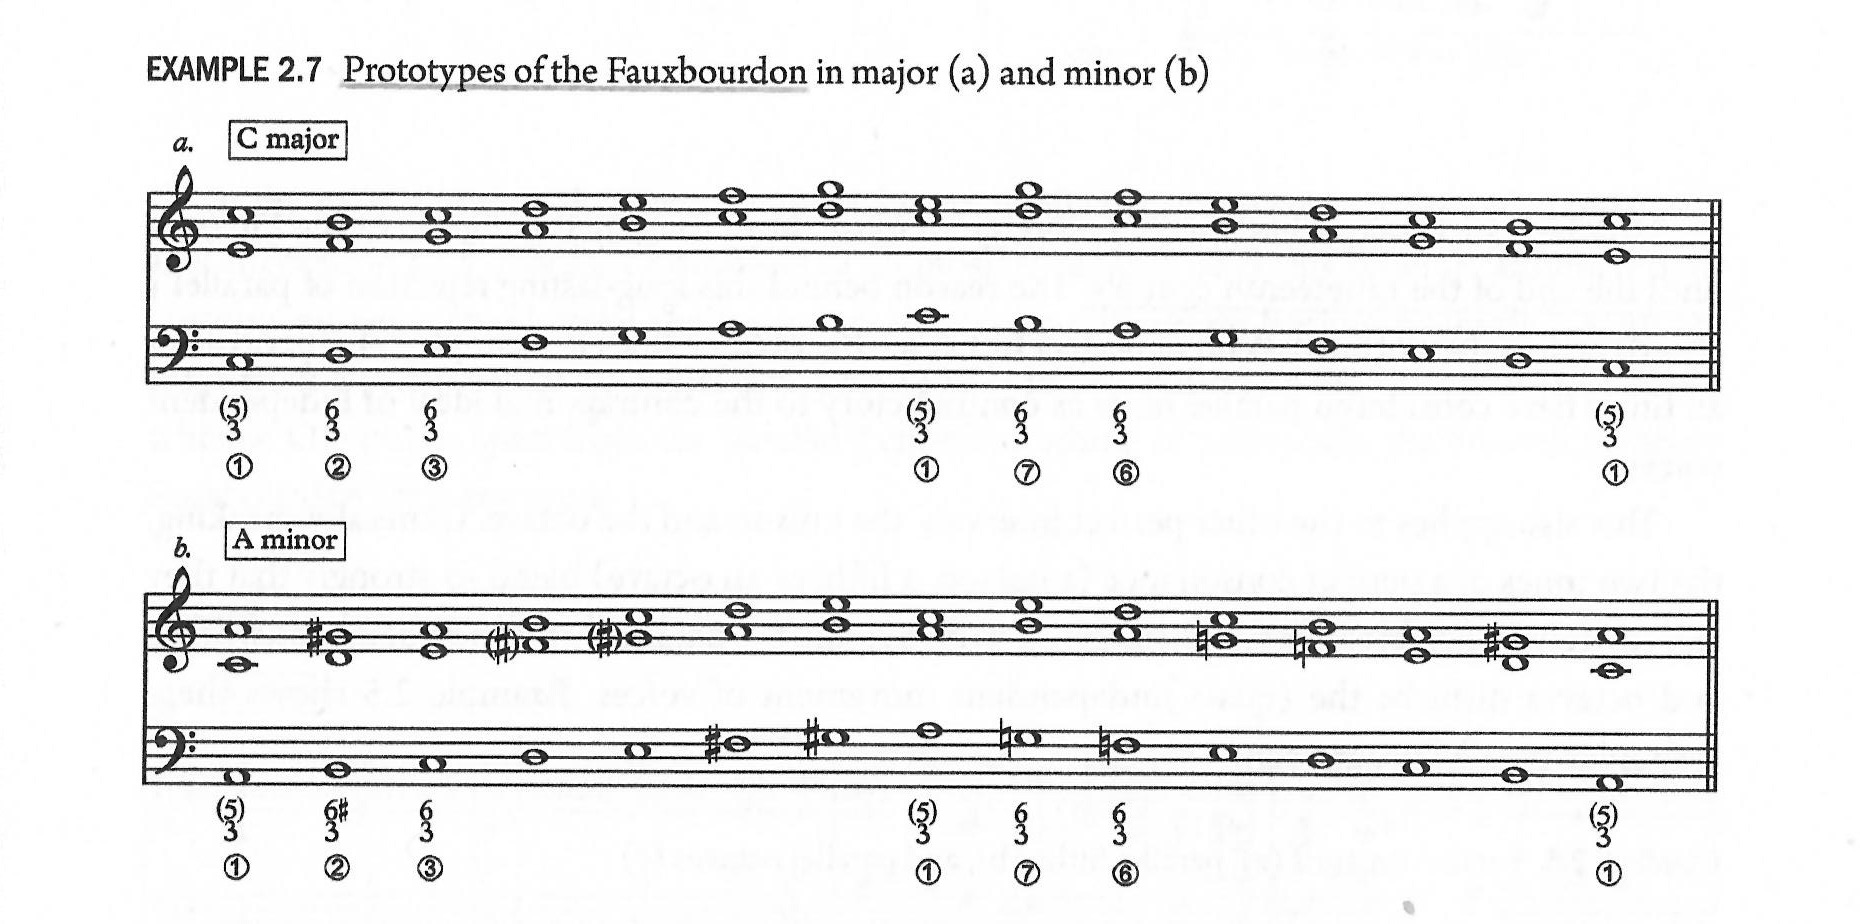 EXAMPLE 2.7 Prototypes of the Fauxbourdon in major (a) and minor (b)
a. C major
(5) 6 6 (5) 6 6 (5)
3 3 3 3 3 3 3
① ② ③ ① ⑦ ⑥ ①
b. A minor
(5) 6♯ 6 (5) 6 6 (5)
3 3 3 3 3 3 3
① ② ③ ① ⑦ ⑥ ①